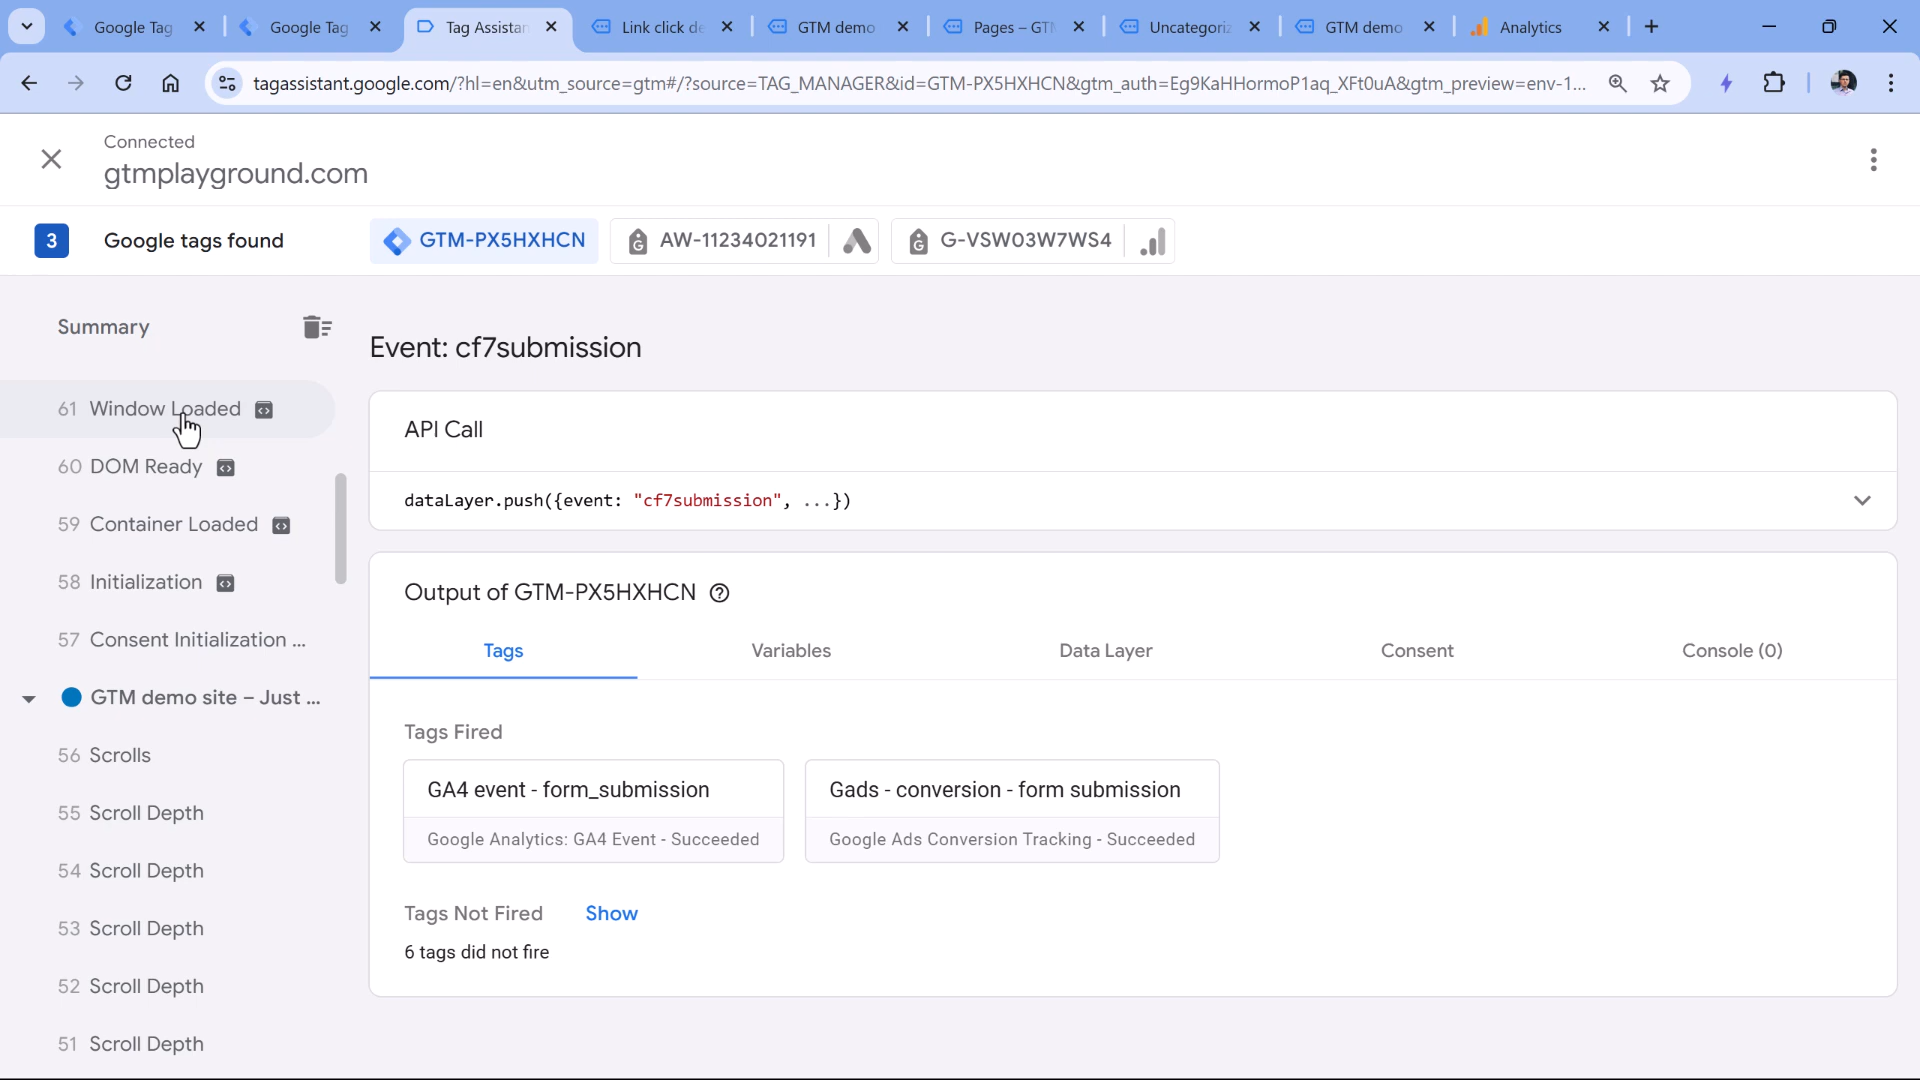 Google Tag
Google Tag
Tag Assistan
Link click de
GTM demo
Pages – GTM
Uncategoriz
GTM demo
Analytics
tagassistant.google.com/?hl=en&utm_source=gtm#/?source=TAG_MANAGER&id=GTM-PX5HXHCN&gtm_auth=Eg9KaHHormoP1aq_XFt0uA&gtm_preview=env-1...
Connected
gtmplayground.com
3 Google tags found
GTM-PX5HXHCN
AW-11234021191
G-VSW03W7WS4
Summary
61 Window Loaded
60 DOM Ready
59 Container Loaded
58 Initialization
57 Consent Initialization ...
GTM demo site – Just ...
56 Scrolls
55 Scroll Depth
54 Scroll Depth
53 Scroll Depth
52 Scroll Depth
51 Scroll Depth
Event: cf7submission
API Call
dataLayer.push({event: "cf7submission", ...})
Output of GTM-PX5HXHCN
Tags Variables Data Layer Consent Console (0)
Tags Fired
GA4 event - form_submission
Google Analytics: GA4 Event - Succeeded
Gads - conversion - form submission
Google Ads Conversion Tracking - Succeeded
Tags Not Fired Show
6 tags did not fire